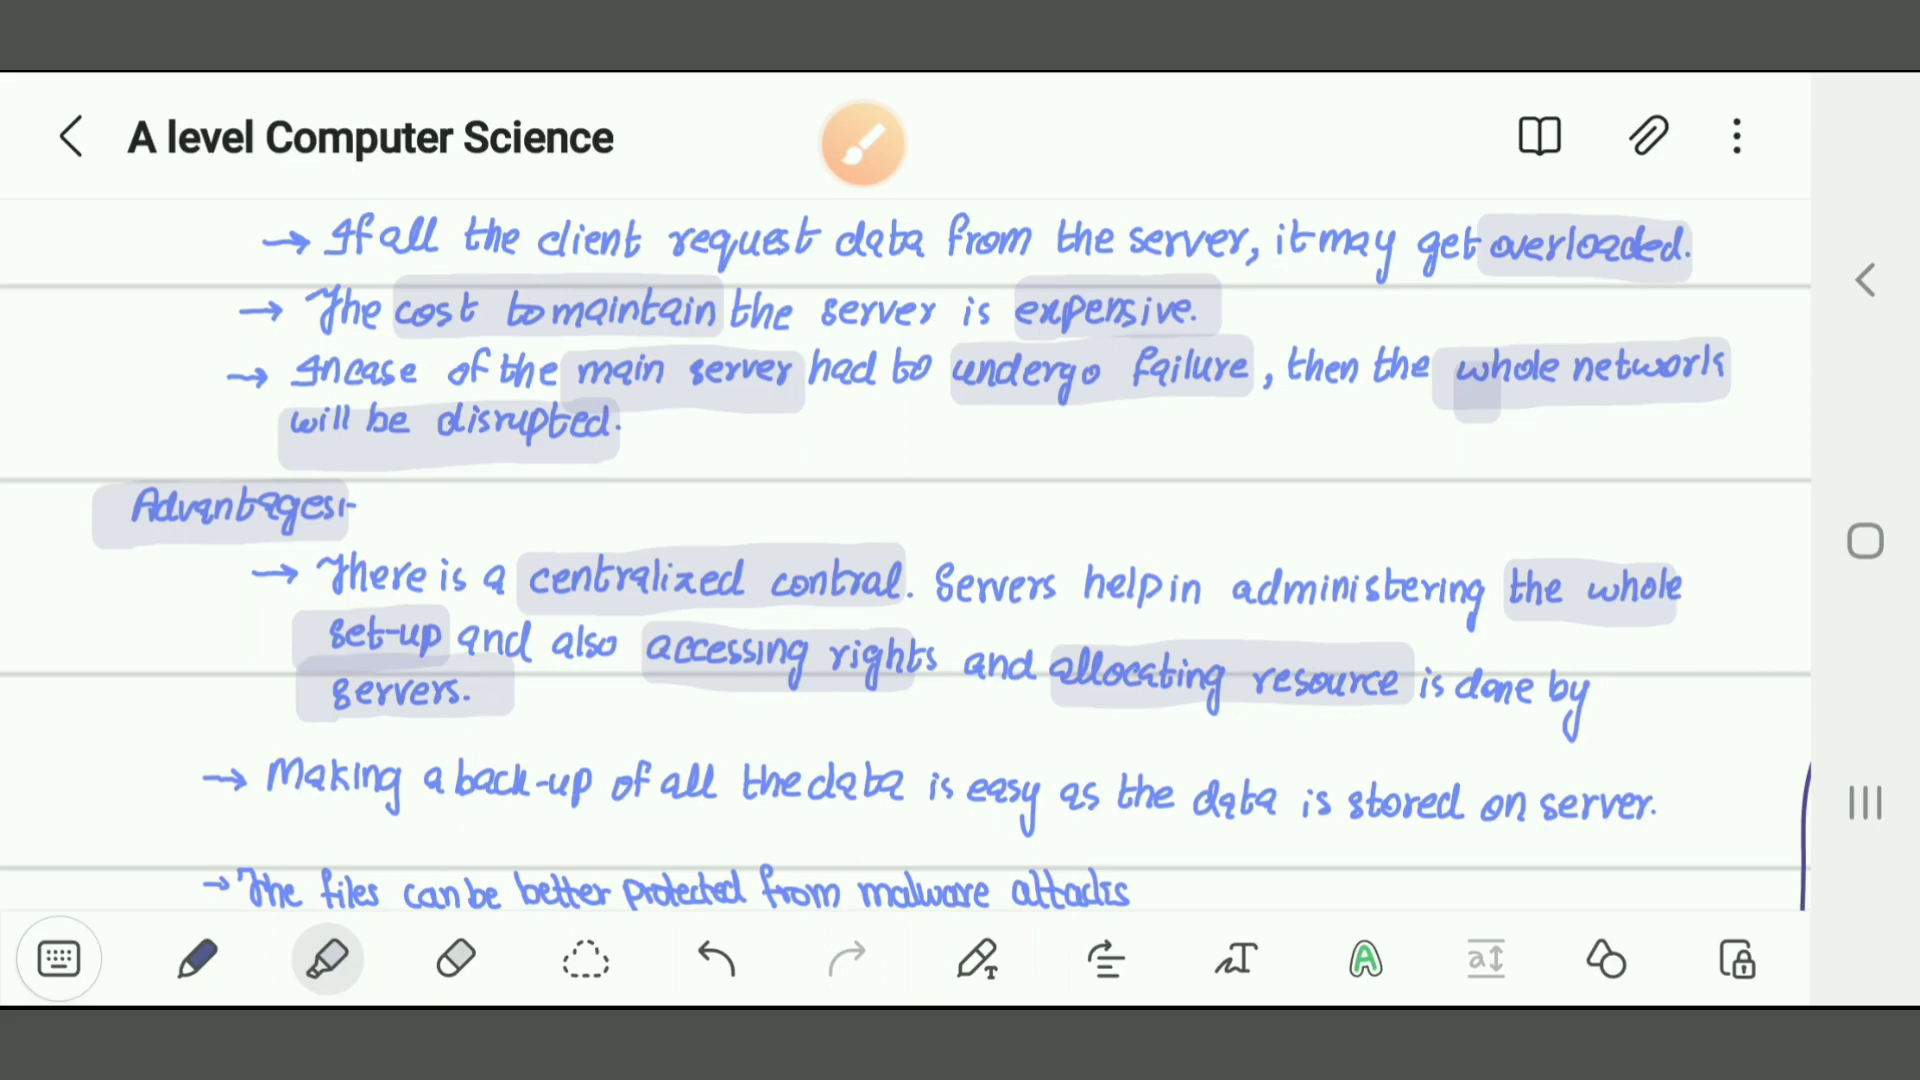 A level Computer Science
→ If all the client request data from the server, it may get overloaded.
→ The cost to maintain the server is expensive.
→ Incase of the main server had to undergo failure, then the whole network
will be disrupted.
Advantages:-
→ There is a centralized control. Servers help in administering the whole
set-up and also accessing rights and allocating resource is done by
servers.
→ Making a back-up of all the data is easy as the data is stored on server.
→ The files can be better protected from malware attacks